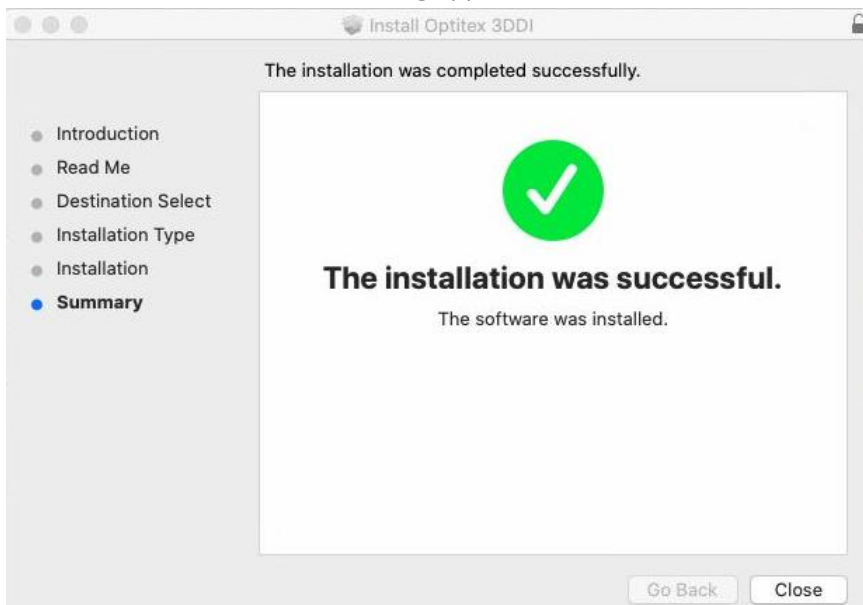 Install Optitex 3DDI
The installation was completed successfully.
Introduction
Read Me
Destination Select
Installation Type
Installation
Summary
The installation was successful.
The software was installed.
Go Back
Close